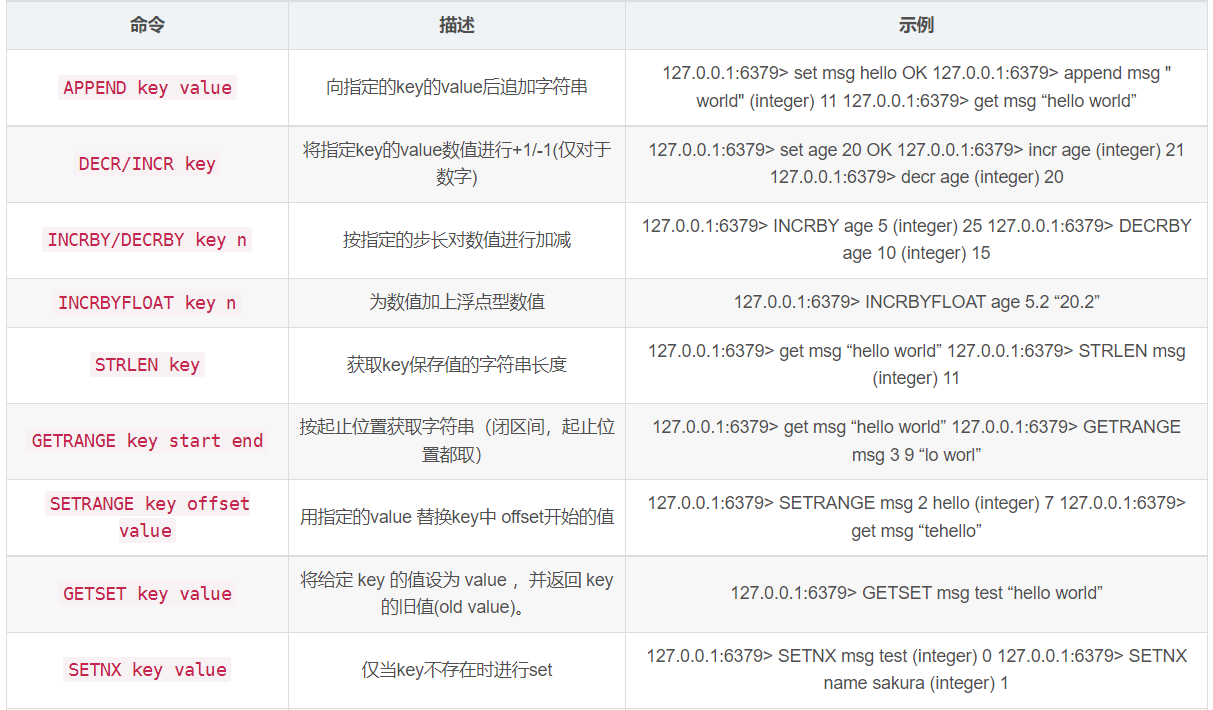 命令 描述 示例
APPEND key value
向指定的key的value后追加字符串
127.0.0.1:6379> set msg hello OK 127.0.0.1:6379> append msg "
world" (integer) 11 127.0.0.1:6379> get msg “hello world”
DECR/INCR key
将指定key的value数值进行+1/-1(仅对于
数字)
127.0.0.1:6379> set age 20 OK 127.0.0.1:6379> incr age (integer) 21
127.0.0.1:6379> decr age (integer) 20
INCRBY/DECRBY key n
按指定的步长对数值进行加减
127.0.0.1:6379> INCRBY age 5 (integer) 25 127.0.0.1:6379> DECRBY
age 10 (integer) 15
INCRBYFLOAT key n
为数值加上浮点型数值
127.0.0.1:6379> INCRBYFLOAT age 5.2 “20.2”
STRLEN key
获取key保存值的字符串长度
127.0.0.1:6379> get msg “hello world” 127.0.0.1:6379> STRLEN msg
(integer) 11
GETRANGE key start end
按起止位置获取字符串（闭区间，起止位
置都取）
127.0.0.1:6379> get msg “hello world” 127.0.0.1:6379> GETRANGE
msg 3 9 “lo worl”
SETRANGE key offset
value
用指定的value 替换key中 offset开始的值
127.0.0.1:6379> SETRANGE msg 2 hello (integer) 7 127.0.0.1:6379>
get msg “tehello”
GETSET key value
将给定 key 的值设为 value ，并返回 key
的旧值(old value)。
127.0.0.1:6379> GETSET msg test “hello world”
SETNX key value
仅当key不存在时进行set
127.0.0.1:6379> SETNX msg test (integer) 0 127.0.0.1:6379> SETNX
name sakura (integer) 1